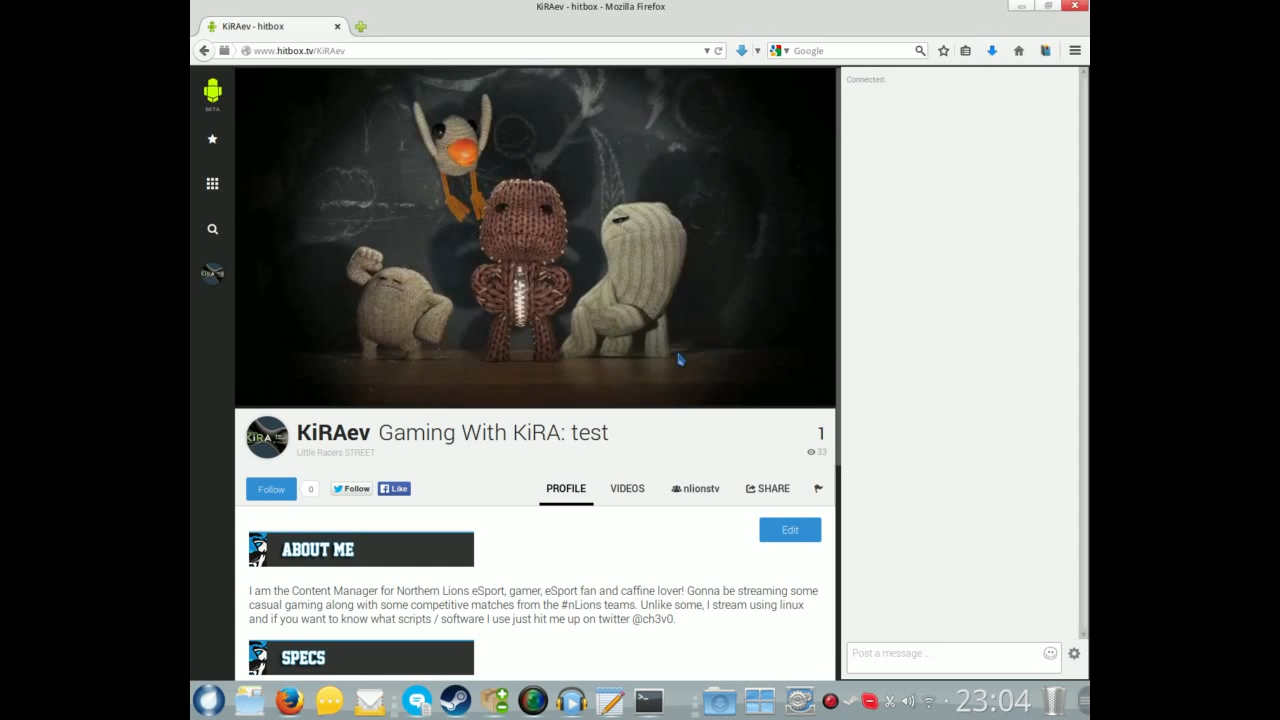 KiRAev - hitbox - Mozilla Firefox
KiRAev - hitbox
www.hitbox.tv/KiRAev
Google
BETA
Connected.
KiRAev Gaming With KiRA: test
1
Little Racers STREET
33
Follow
0
Follow
Like
PROFILE
VIDEOS
nlionstv
SHARE
Edit
ABOUT ME
I am the Content Manager for Northern Lions eSport, gamer, eSport fan and caffine lover! Gonna be streaming some
casual gaming along with some competitive matches from the #nLions teams. Unlike some, I stream using linux
and if you want to know what scripts / software I use just hit me up on twitter @ch3v0.
SPECS
Post a message ...
23:04